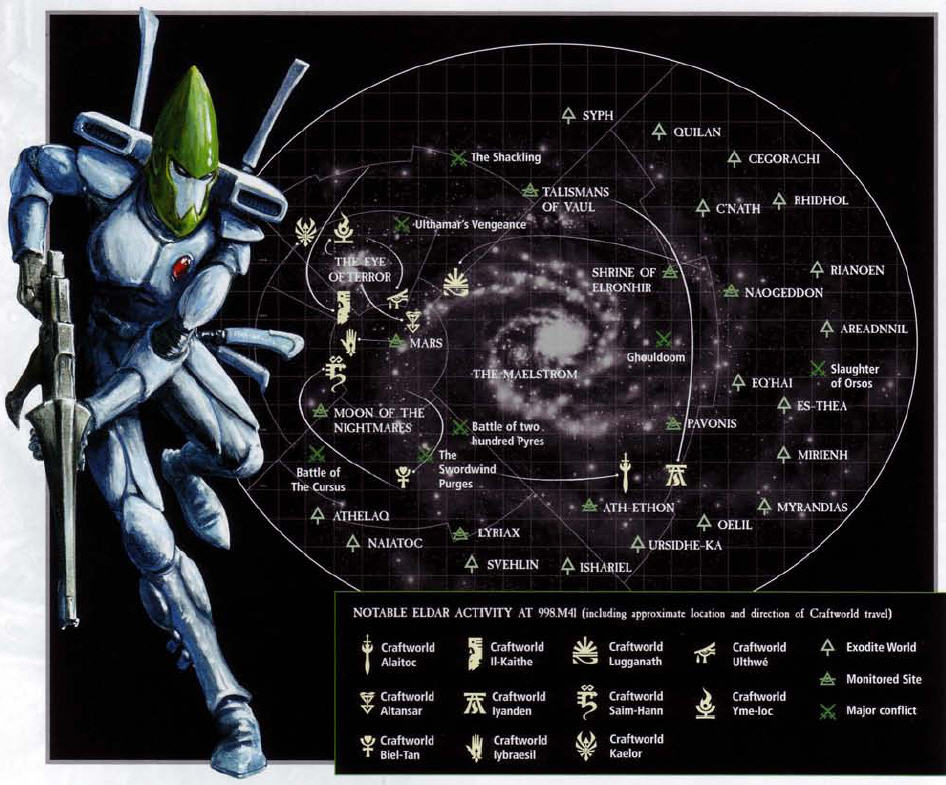 SYPH
QUILAN
CEGORACHI
The Shackling
TALISMANS
OF VAUL
C'NATH
RHIDHOL
Ulthamar's Vengeance
THE EYE
OF TERROR
SHRINE OF
ELRONHIR
RIANOEN
NAOGEDDON
AREADNNIL
MARS
Ghouldoom
THE MAELSTROM
Slaughter
of Orsos
EQ'HAI
ES-THEA
MOON OF THE
NIGHTMARES
Battle of two
hundred Pyres
PAVONIS
The
Swordwind
Purges
MIRIENH
Battle of
The Cursus
ATH-ETHON
MYRANDIAS
ATHELAQ
OELIL
NAIATOC
LYRIAX
URSIDHE-KA
SVEHLIN
ISHARIEL
NOTABLE ELDAR ACTIVITY AT 998.M41 (including approximate location and direction of Craftworld travel)
Craftworld
Alaitoc
Craftworld
Il-Kaithe
Craftworld
Lugganath
Craftworld
Ulthwé
Exodite World
Monitored Site
Craftworld
Altansar
Craftworld
Iyanden
Craftworld
Saim-Hann
Craftworld
Yme-loc
Major conflict
Craftworld
Biel-Tan
Craftworld
Iybraesil
Craftworld
Kaelor